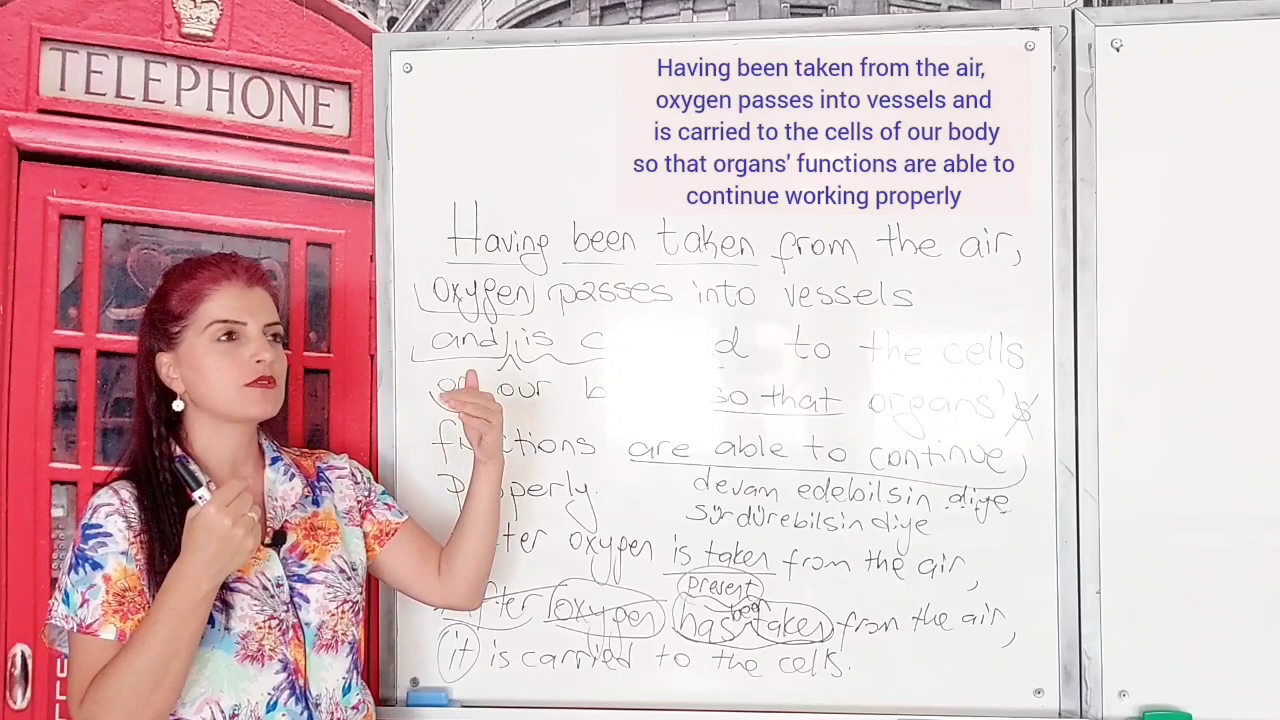 TELEPHONE
Having been taken from the air,
oxygen passes into vessels and
is carried to the cells of our body
so that organs' functions are able to
continue working properly
Having been taken from the air,
oxygen passes into vessels
and is to the cells
our so that organs'
are able to continue
devam edebilsin diye
sürdürebilsin diye
oxygen is taken from the air,
present
After oxygen has been taken from the air,
it is carried to the cells.